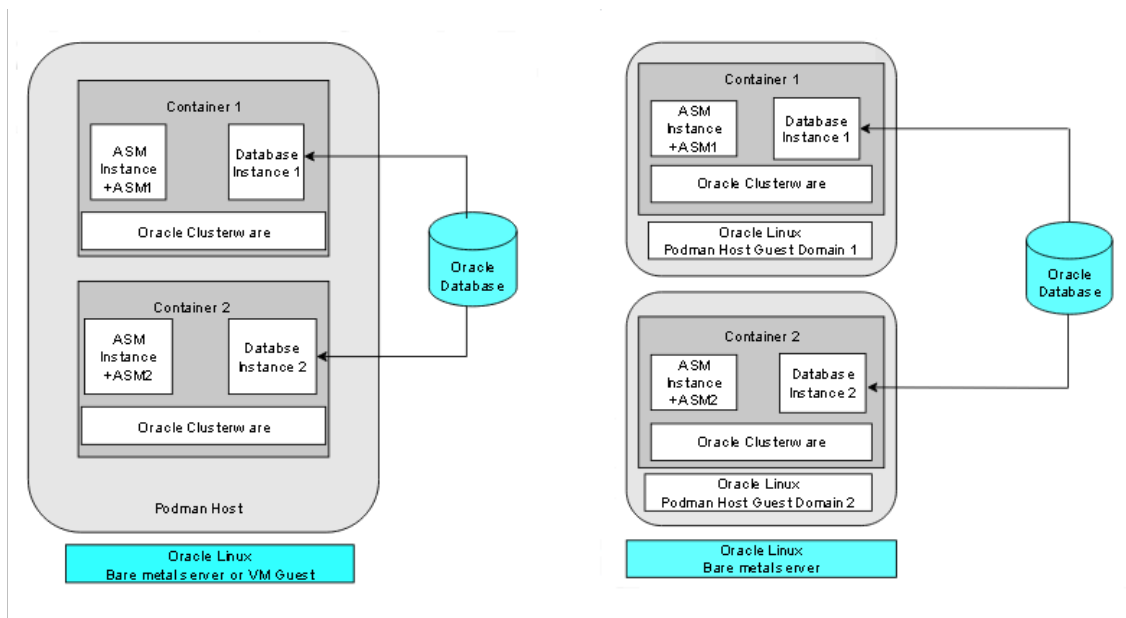 Container 1
ASM
Instance
+ASM1
Database
Instance 1
Oracle Clusterware
Container 2
ASM
Instance
+ASM2
Databse
Instance 2
Oracle Clusterware
Podman Host
Oracle Linux
Bare metal server or VM Guest
Oracle
Database
Container 1
ASM
Instance
+ASM1
Database
Instance 1
Oracle Clusterware
Oracle Linux
Podman Host Guest Domain 1
Container 2
ASM
Instance
+ASM2
Database
Instance 2
Oracle Clusterware
Oracle Linux
Podman Host Guest Domain 2
Oracle Linux
Bare metal server
Oracle
Database